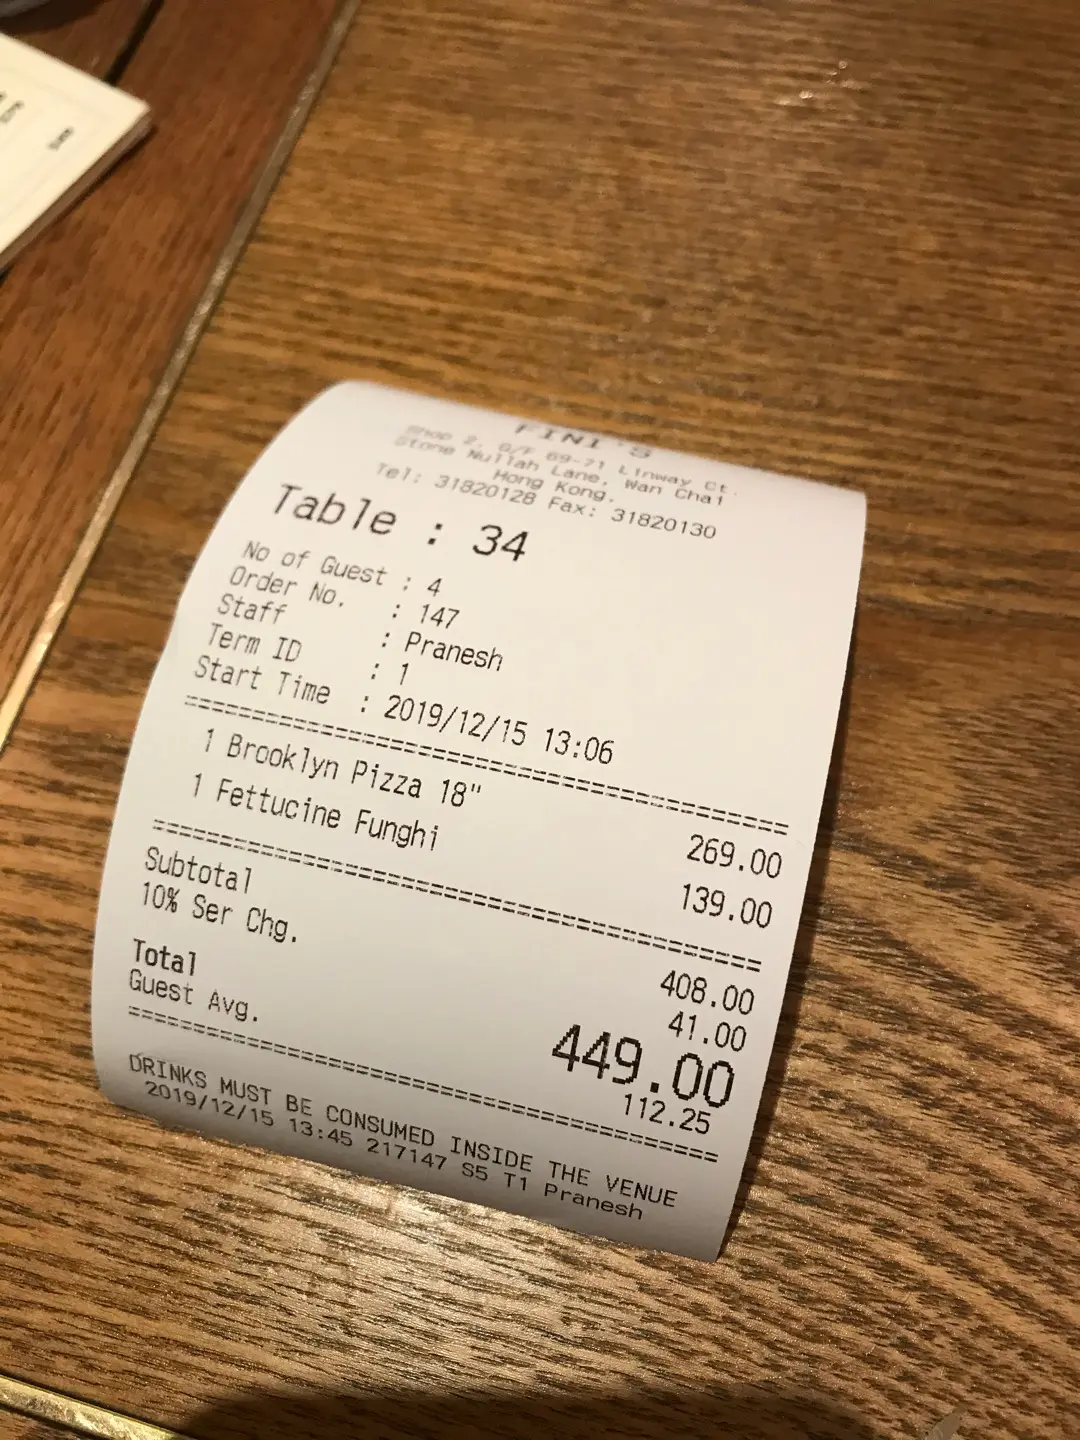 FINI'S
Shop 2, G/F 69-71 Linway Ct.
Stone Nullah Lane, Wan Chai
Hong Kong.
Tel: 31820128 Fax: 31820130
Table : 34
No of Guest : 4
Order No. : 147
Staff : Pranesh
Term ID : 1
Start Time : 2019/12/15 13:06
==================================
1 Brooklyn Pizza 18" 269.00
1 Fettucine Funghi 139.00
==================================
Subtotal 408.00
10% Ser Chg. 41.00
Total 449.00
Guest Avg. 112.25
==================================
DRINKS MUST BE CONSUMED INSIDE THE VENUE
2019/12/15 13:45 217147 S5 T1 Pranesh